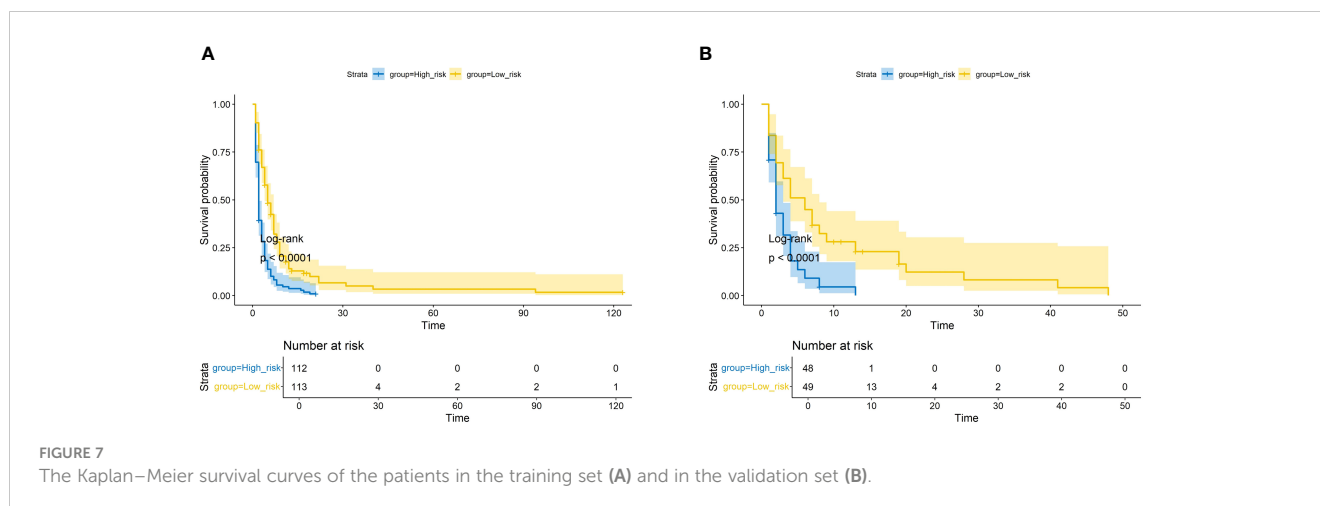 A
Strata group=High_risk group=Low_risk
1.00
0.75
0.50
0.25
0.00
Survival probability
Log-rank
p < 0.0001
0 30 60 90 120
Time
Number at risk
Strata
group=High_risk 112 0 0 0 0
group=Low_risk 113 4 2 2 1
0 30 60 90 120
Time
B
Strata group=High_risk group=Low_risk
1.00
0.75
0.50
0.25
0.00
Survival probability
Log-rank
p < 0.0001
0 10 20 30 40 50
Time
Number at risk
Strata
group=High_risk 48 1 0 0 0 0
group=Low_risk 49 13 4 2 2 0
0 10 20 30 40 50
Time
FIGURE 7
The Kaplan–Meier survival curves of the patients in the training set (A) and in the validation set (B).